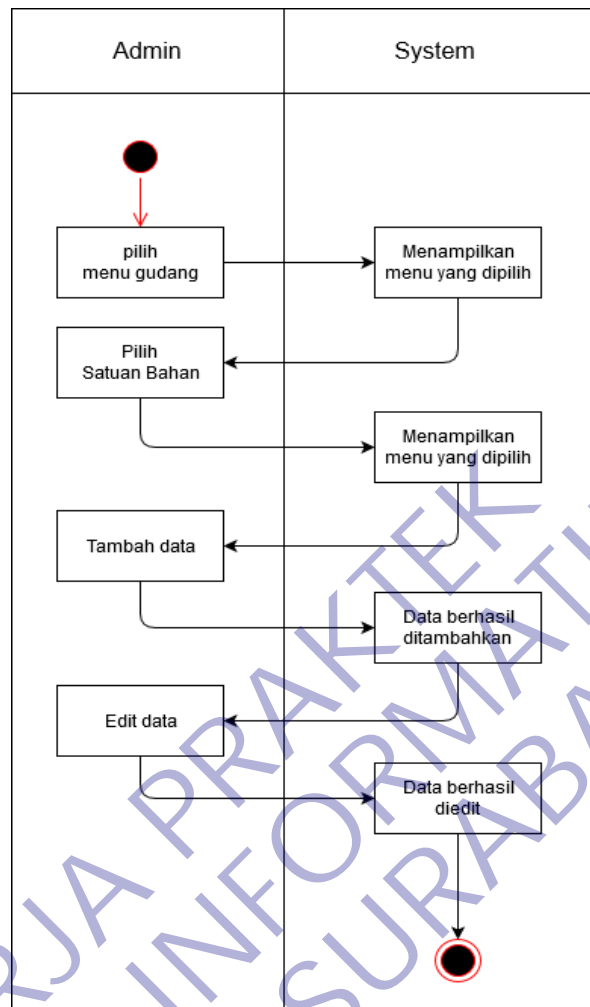 Admin
System
pilih
menu gudang
Menampilkan
menu yang dipilih
Pilih
Satuan Bahan
Menampilkan
menu yang dipilih
Tambah data
Data berhasil
ditambahkan
Edit data
Data berhasil
diedit
PRAKTEK